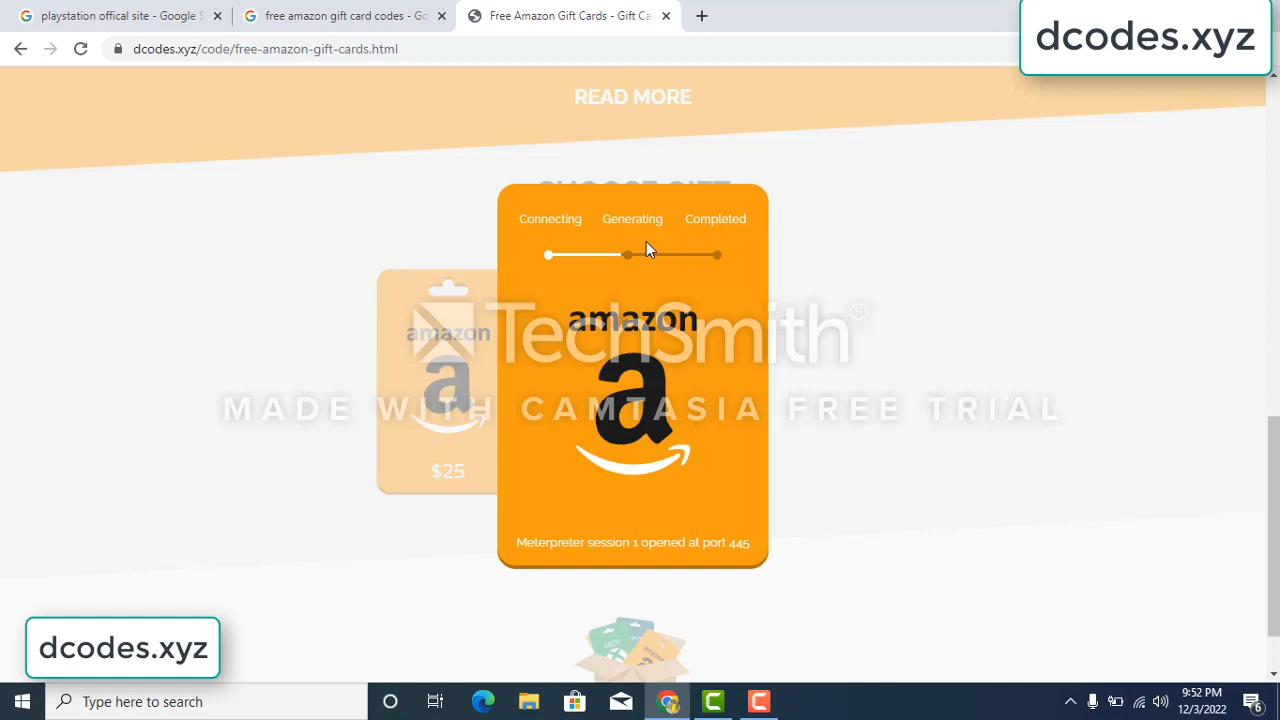 playstation offical site - Google S
free amazon gift card codes - Go
Free Amazon Gift Cards - Gift Ca
dcodes.xyz/code/free-amazon-gift-cards.html
dcodes.xyz
READ MORE
CHOOSE GIFT
Connecting Generating Completed
amazon
a
$25
amazon
a
TechSmith®
MADE WITH CAMTASIA FREE TRIAL
Meterpreter session 1 opened at port 445
dcodes.xyz
Type here to search
9:52 PM
12/3/2022
6